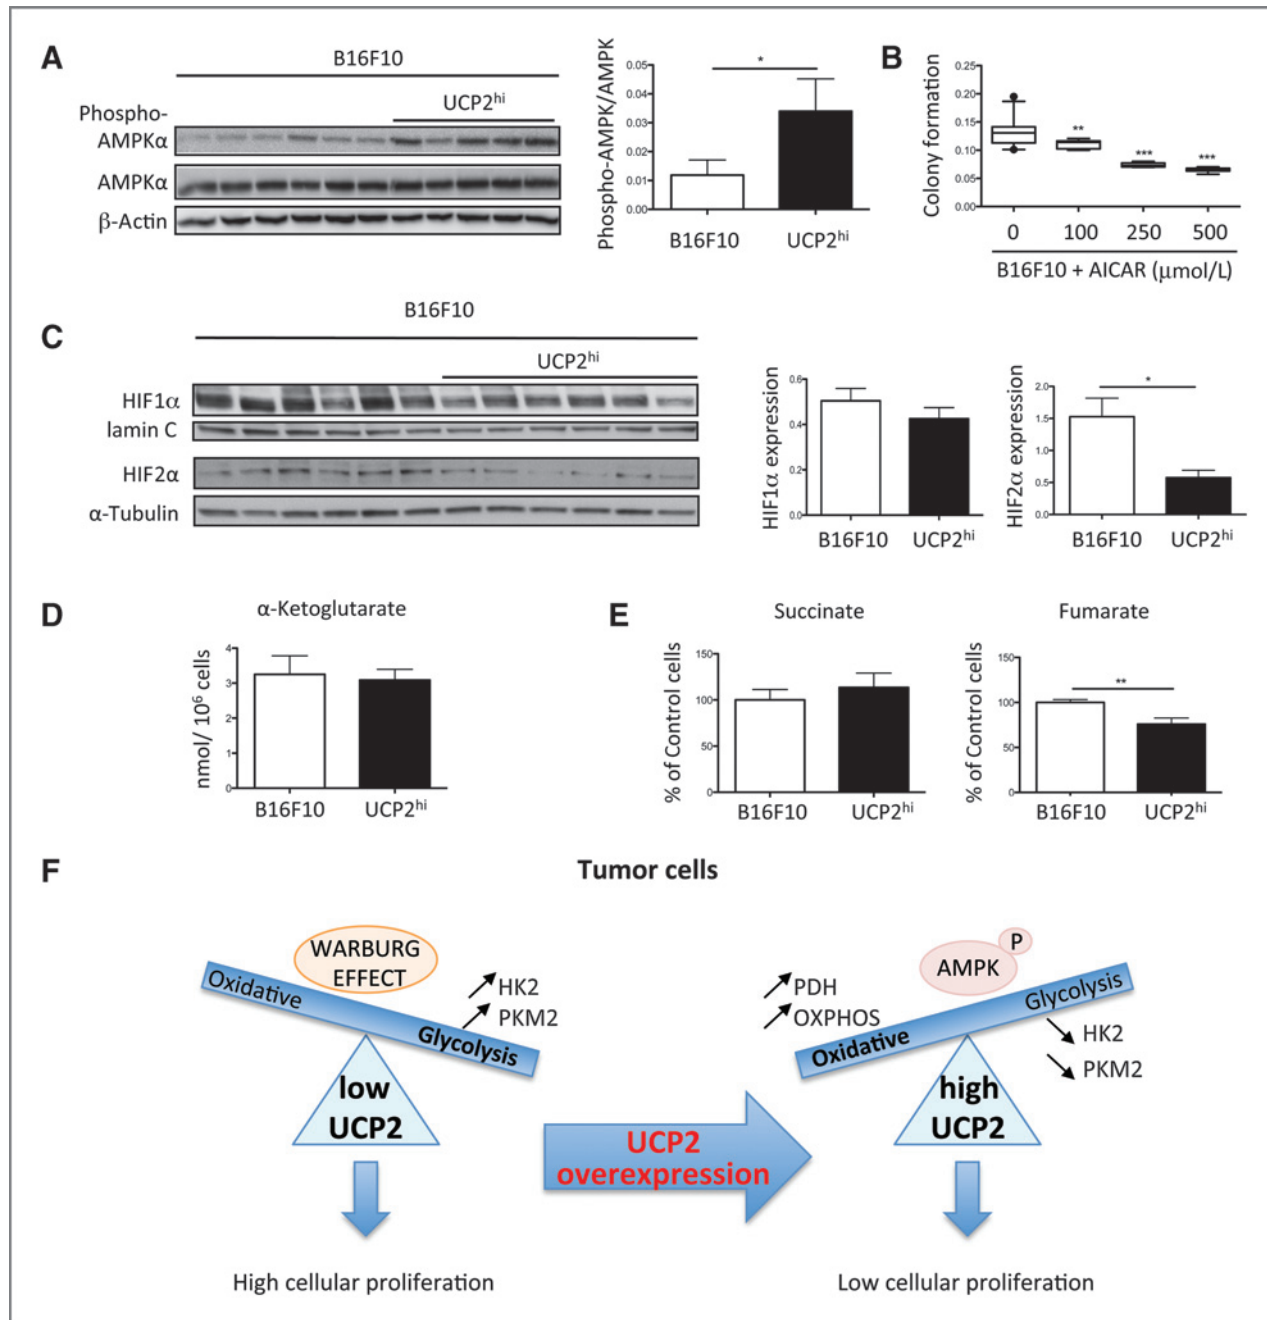 A
B16F10
UCP2hi
Phospho-
AMPKα
AMPKα
β-Actin
Phospho-AMPK/AMPK
0.05
0.04
0.03
0.02
0.01
0.00
*
B16F10
UCP2hi
B
Colony formation
0.25
0.20
0.15
0.10
0.05
0.00
**
***
***
0
100
250
500
B16F10 + AICAR (μmol/L)
C
B16F10
UCP2hi
HIF1α
lamin C
HIF2α
α-Tubulin
HIF1α expression
0.6
0.4
0.2
0.0
B16F10
UCP2hi
HIF2α expression
2.0
1.5
1.0
0.5
0.0
*
B16F10
UCP2hi
D
α-Ketoglutarate
nmol/ 10⁶ cells
4
3
2
1
0
B16F10
UCP2hi
E
Succinate
% of Control cells
150
100
50
0
B16F10
UCP2hi
Fumarate
% of Control cells
150
100
50
0
**
B16F10
UCP2hi
F
Tumor cells
WARBURG
EFFECT
Oxidative
Glycolysis
HK2
PKM2
low
UCP2
High cellular proliferation
UCP2
overexpression
P
AMPK
PDH
OXPHOS
Oxidative
Glycolysis
HK2
PKM2
high
UCP2
Low cellular proliferation